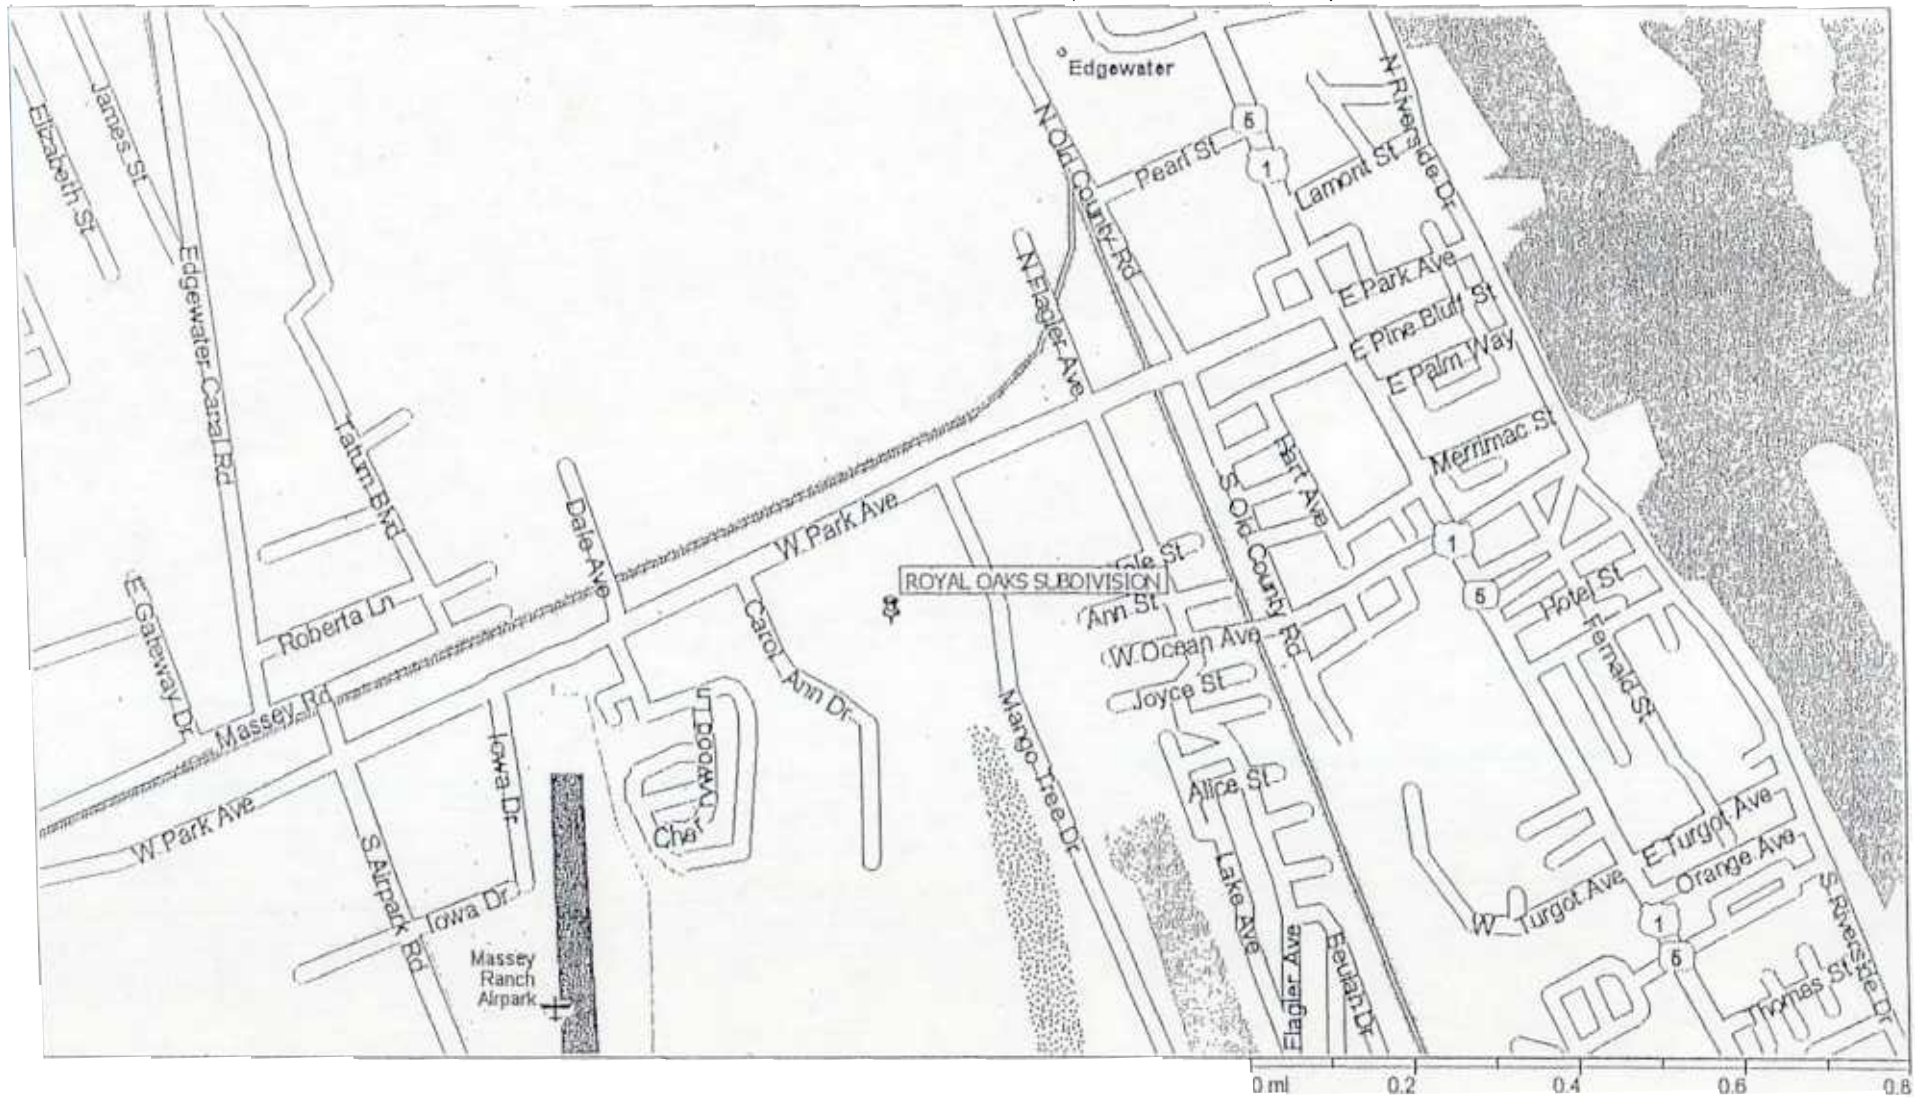 Edgewater
James St
Elizabeth St
N Old County Rd
N Riverside Dr
5
1
Pearl St
Lamont St
Edgewater Canal Rd
N Flagler Ave
E Park Ave
E Pine Bluff St
E Palm Way
Tatum Blvd
Merrimac St
Hart Ave
Dale Ave
W Park Ave
S Old County Rd
1
5
ROYAL OAKS SUBDIVISION
Ann St
Hotel St
E Gateway Dr
Roberta Ln
Carol Ann Dr
W Ocean Ave
Fernald St
Joyce St
Massey Rd
Mango Tree Dr
Iowa Dr
Alice St
W Park Ave
Che
S Airpark Rd
Lake Ave
E Turgot Ave
Orange Ave
W Turgot Ave
Iowa Dr
S Riverside Dr
1
5
Flagler Ave
Beulah Dr
Massey
Ranch
Airpark
Thomas St
0 mi 0.2 0.4 0.6 0.8